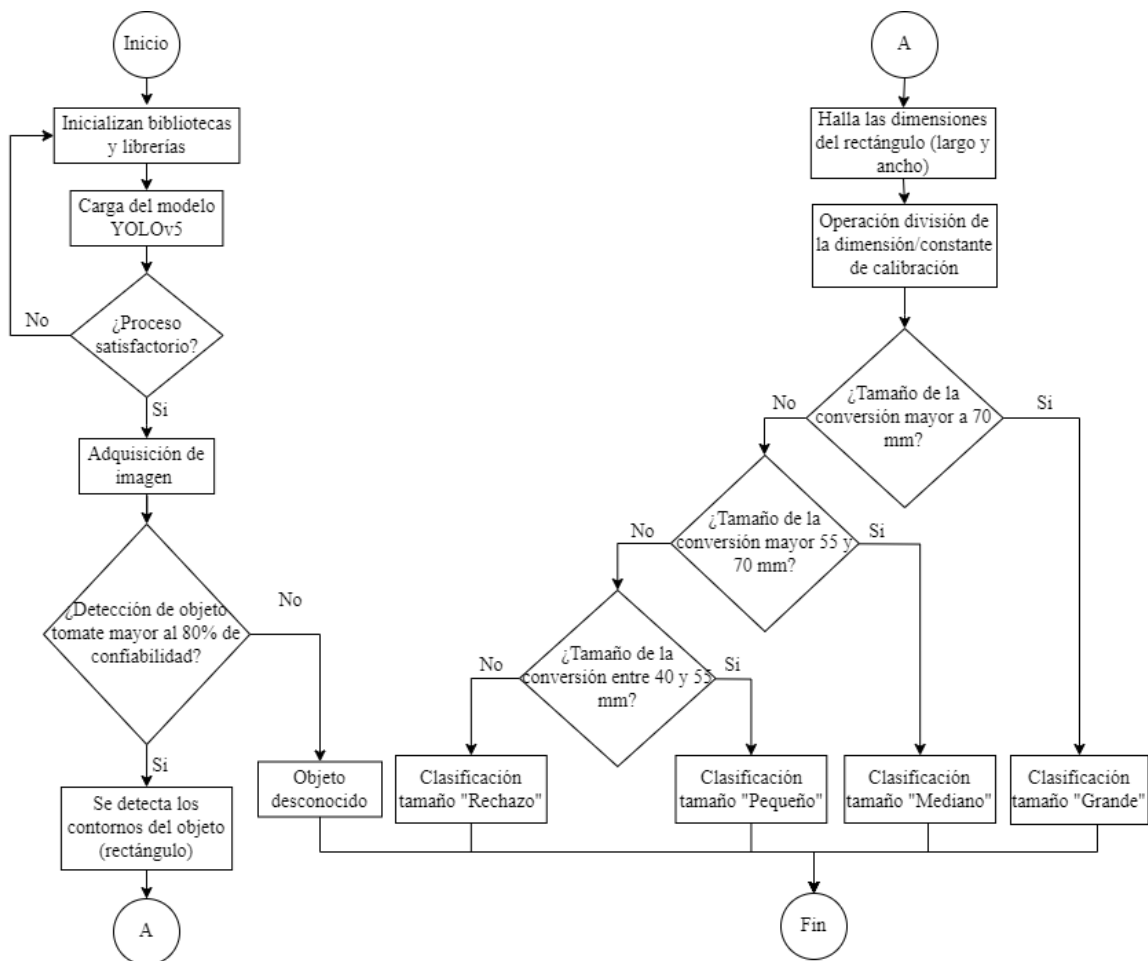 Inicio
Inicializan bibliotecas
y librerías
Carga del modelo
YOLOv5
¿Proceso
satisfactorio?
No
Si
Adquisición de
imagen
¿Detección de objeto
tomate mayor al 80% de
confiabilidad?
No
Si
Objeto
desconocido
Se detecta los
contornos del objeto
(rectángulo)
A
A
Halla las dimensiones
del rectángulo (largo y
ancho)
Operación división de
la dimensión/constante
de calibración
¿Tamaño de la
conversión mayor a 70
mm?
No
Si
¿Tamaño de la
conversión mayor 55 y
70 mm?
No
Si
¿Tamaño de la
conversión entre 40 y 55
mm?
No
Si
Clasificación
tamaño "Rechazo"
Clasificación
tamaño "Pequeño"
Clasificación
tamaño "Mediano"
Clasificación
tamaño "Grande"
Fin